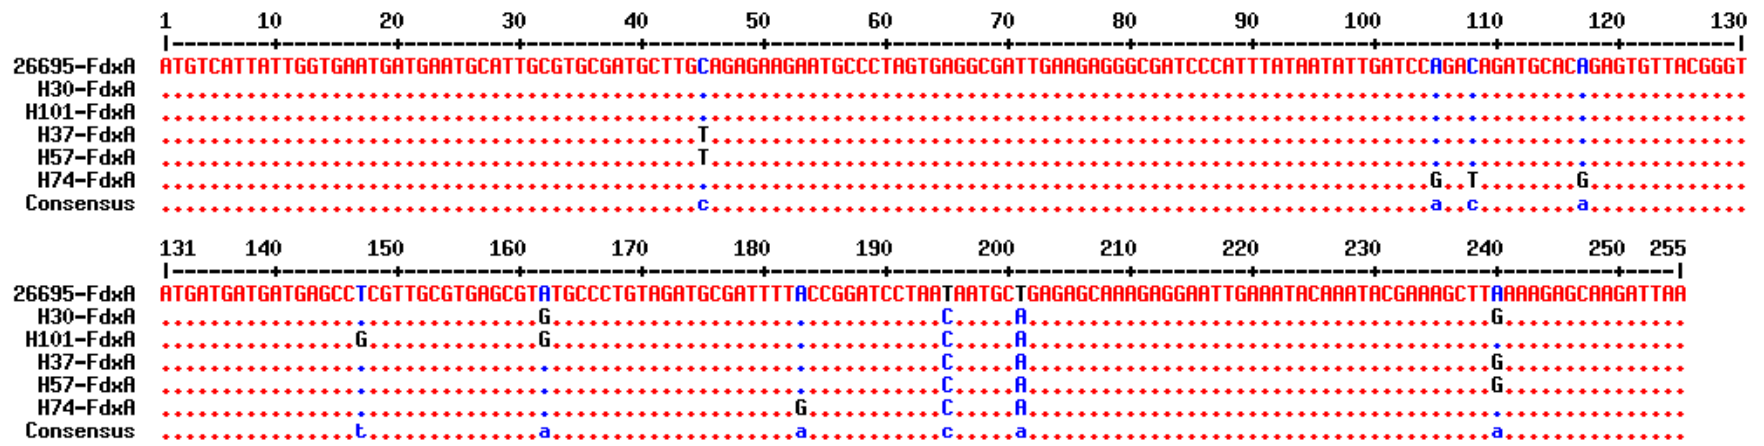 1 10 20 30 40 50 60 70 80 90 100 110 120 130
|--------+---------+---------+---------+---------+---------+---------+---------+---------+---------+---------+---------+---------|
26695-FdxA ATGTCATTATTGGTGAATGATGAATGCATTGCGTGCGATGCTTGCAGAGAAGAATGCCCTAGTGAGGCGATTGAAGAGGGCGATCCCATTTATAATATTGATCCAGACAGATGCACAGAGTGTTACGGGT
H30-FdxA ..................................................................................................................................
H101-FdxA ..................................................................................................................................
H37-FdxA ............................................T.....................................................................................
H57-FdxA ............................................T.....................................................................................
H74-FdxA ........................................................................................................G..T........G.............
Consensus ............................................c...........................................................a..c........a.............
131 140 150 160 170 180 190 200 210 220 230 240 250 255
|--------+---------+---------+---------+---------+---------+---------+---------+---------+---------+---------+---------+----|
26695-FdxA ATGATGATGATGAGCCTCGTTGCGTGAGCGTATGCCCTGTAGATGCGATTTTACCGGATCCTAATAATGCTGAGAGCAAAGAGGAATTGAAATACAAATACGAAAGCTTAAAAGAGCAAGATTAA
H30-FdxA ...............................G................................C.....A......................................G...............
H101-FdxA ................G..............G................................C.....A......................................................
H37-FdxA ................................................................C.....A......................................G...............
H57-FdxA ................................................................C.....A......................................G...............
H74-FdxA ....................................................G...........C.....A......................................................
Consensus ................t..............a....................a...........c.....a......................................a...............